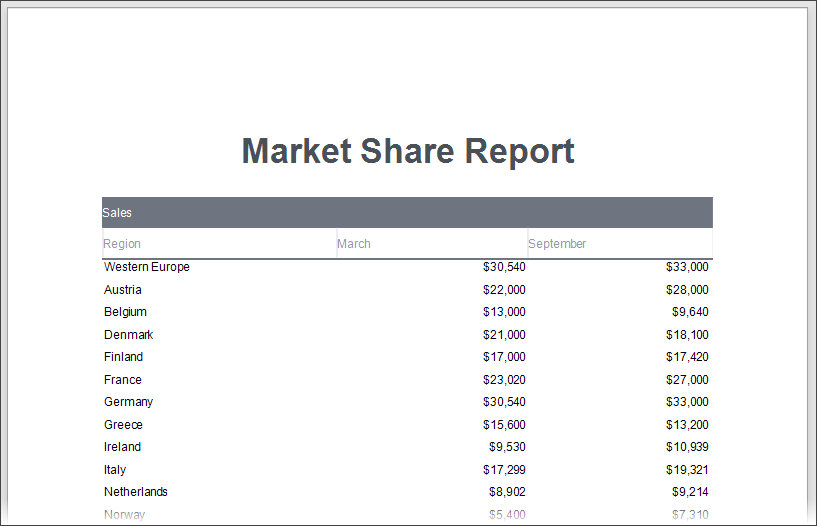 Market Share Report
Sales
Region March September
Western Europe $30,540 $33,000
Austria $22,000 $28,000
Belgium $13,000 $9,640
Denmark $21,000 $18,100
Finland $17,000 $17,420
France $23,020 $27,000
Germany $30,540 $33,000
Greece $15,600 $13,200
Ireland $9,530 $10,939
Italy $17,299 $19,321
Netherlands $8,902 $9,214
Norway $5,400 $7,310